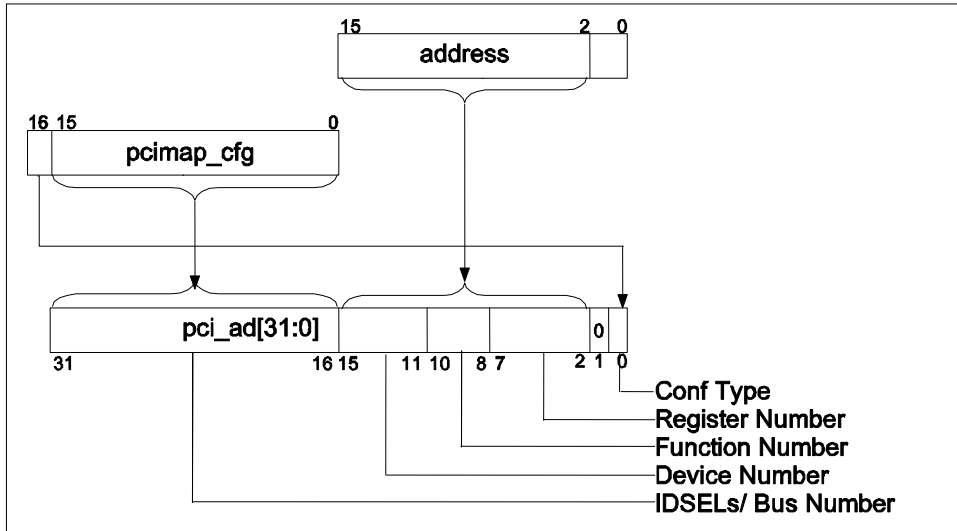 15 2 0
address
16 15 0
pcimap_cfg
pci_ad[31:0] 0
31 16 15 11 10 8 7 2 1 0
Conf Type
Register Number
Function Number
Device Number
IDSELs/ Bus Number